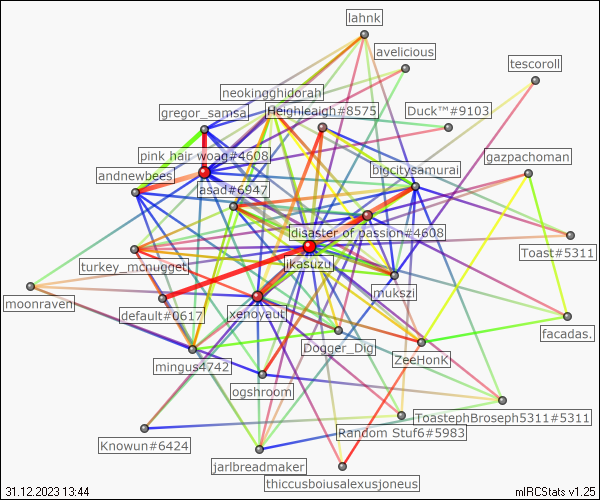 lahnk
avelicious
tescoroll
neokingghidorah
gregor_samsa
Heighleigh#8575
Duck™#9103
pink hair woag#4608
gazpachoman
andnewbees
bigcitysamurai
asad#6947
disaster of passion#4608
Toast#5311
turkey_mcnugget
likasuzu
mukszi
moonraven
default#0617
xenoyaut
facadas.
Dogger_Dig
ZeeHonK
mingus4742
ogshroom
ToastephBroseph5311#5311
Random Stuf6#5983
Knowun#6424
jarlbreadmaker
thiccusboiusalexusjoneus
31.12.2023 13:44
mIRCStats v1.25